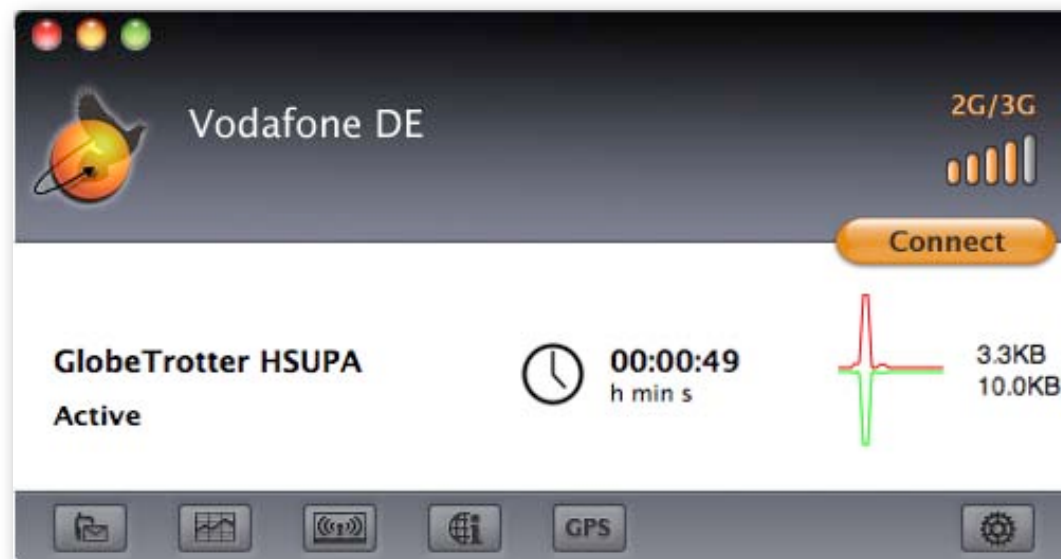 Vodafone DE
2G/3G
Connect
GlobeTrotter HSUPA
Active
00:00:49
h min s
3.3KB
10.0KB
GPS